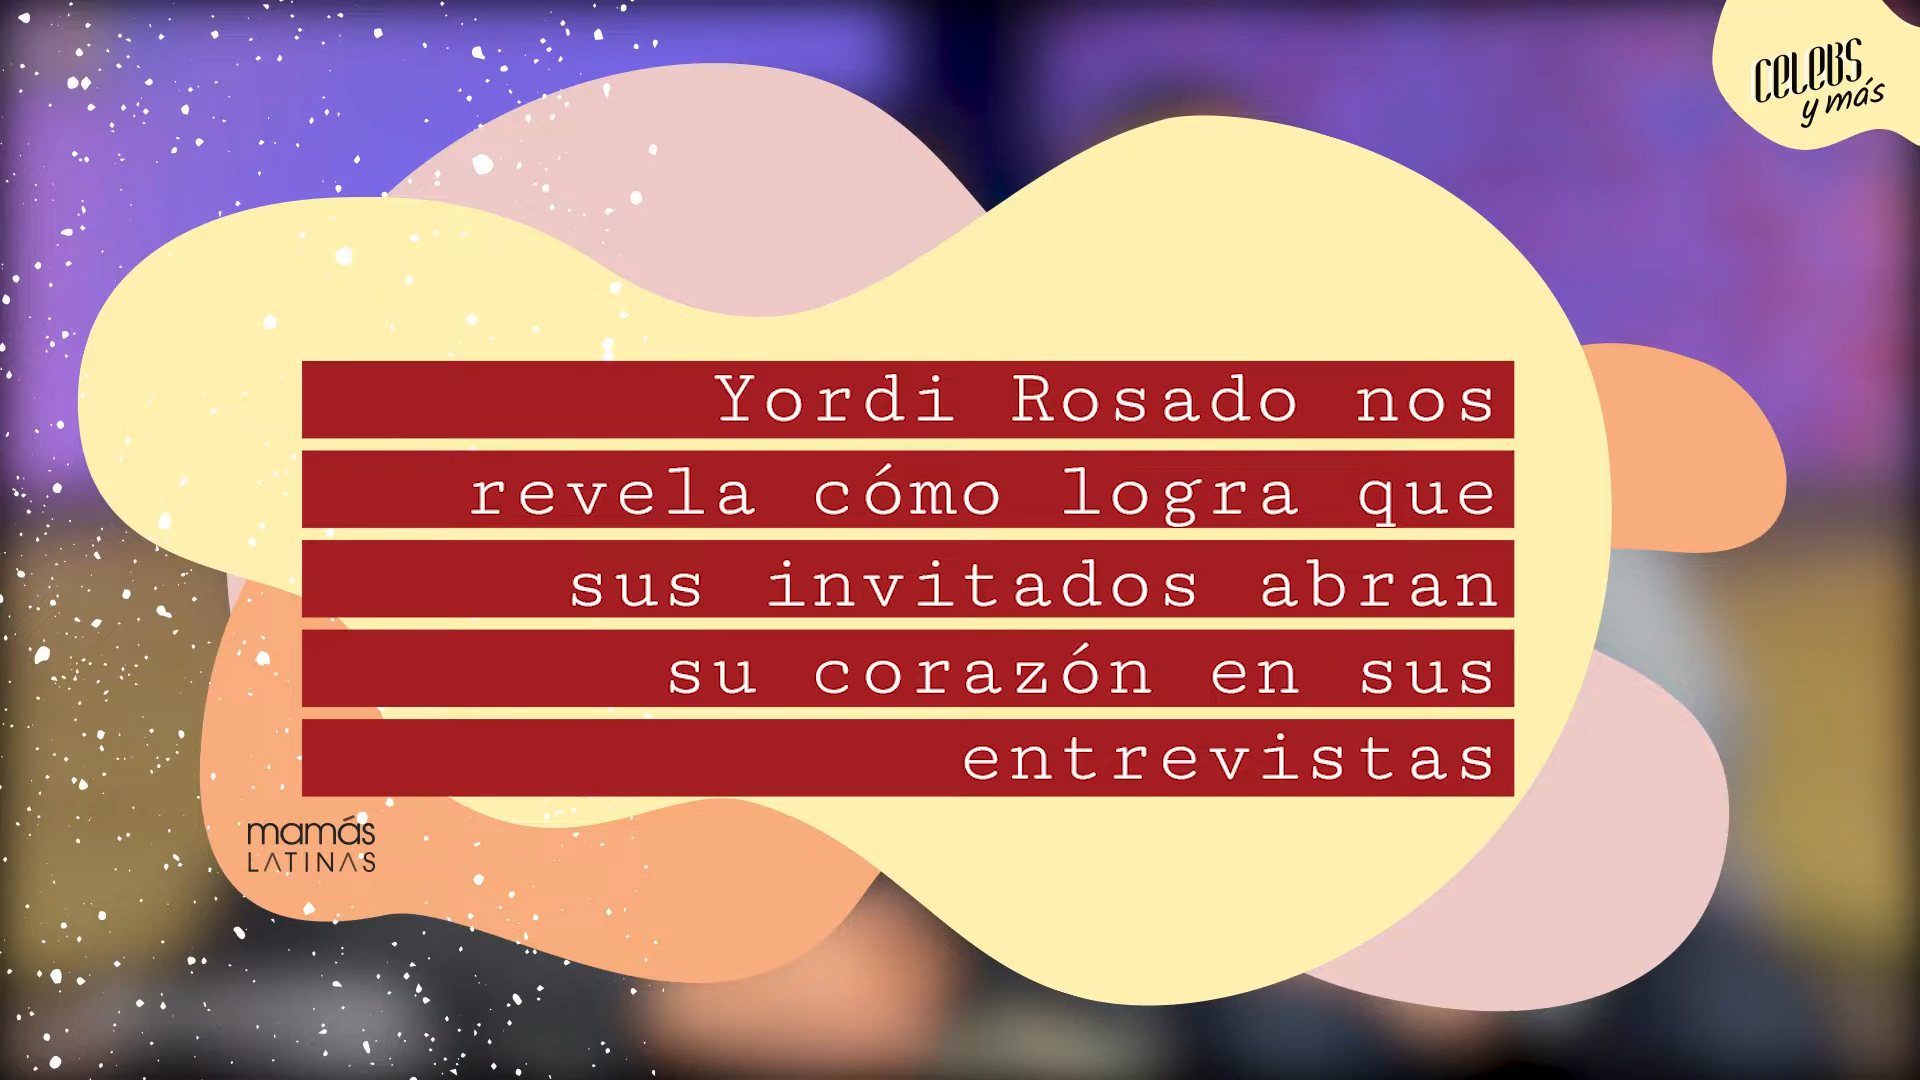 CELEBS
y más
Yordi Rosado nos
revela cómo logra que
sus invitados abran
su corazón en sus
entrevistas
mamás
LATINAS